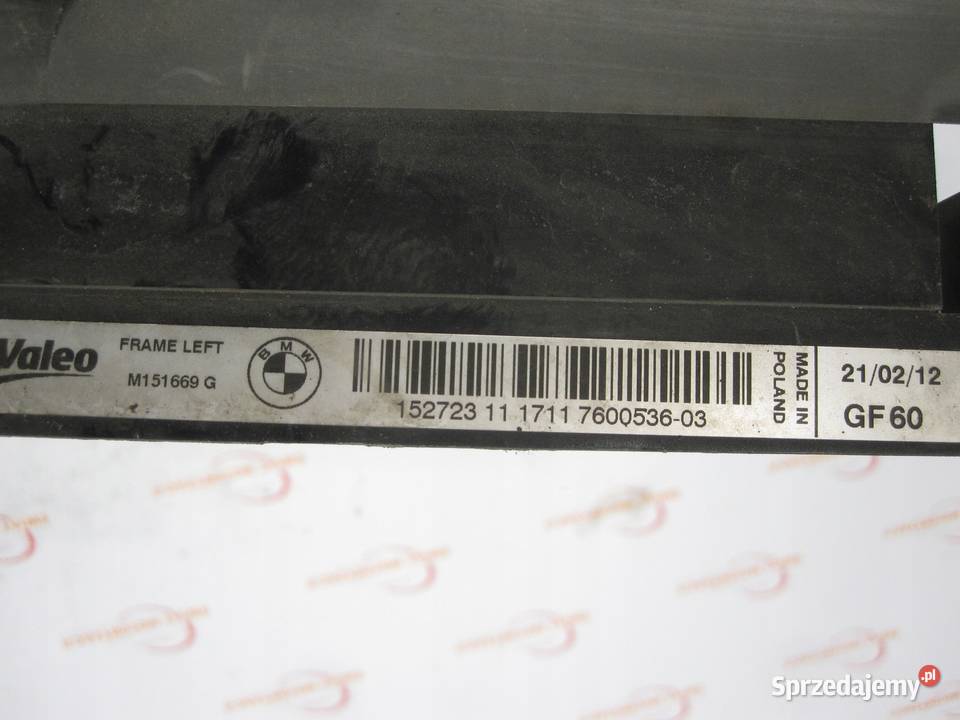 Valeo
FRAME LEFT
M151669 G
BMW
152723 11 1711 7600536-03
MADE IN
POLAND
21/02/12
GF60
Sprzedajemy.pl